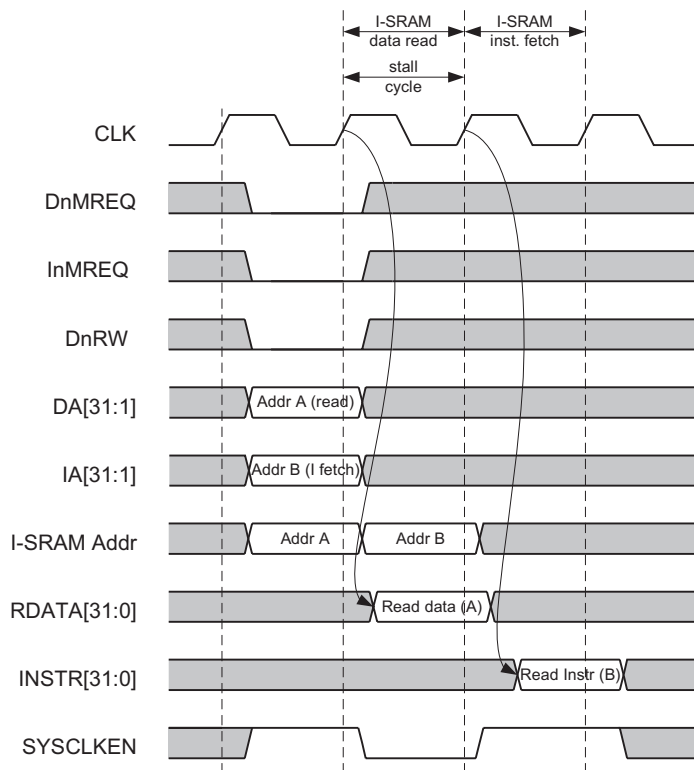 I-SRAM
data read
I-SRAM
inst. fetch
stall
cycle
CLK
DnMREQ
InMREQ
DnRW
DA[31:1]
Addr A (read)
IA[31:1]
Addr B (I fetch)
I-SRAM Addr
Addr A
Addr B
RDATA[31:0]
Read data (A)
INSTR[31:0]
Read Instr (B)
SYSCLKEN